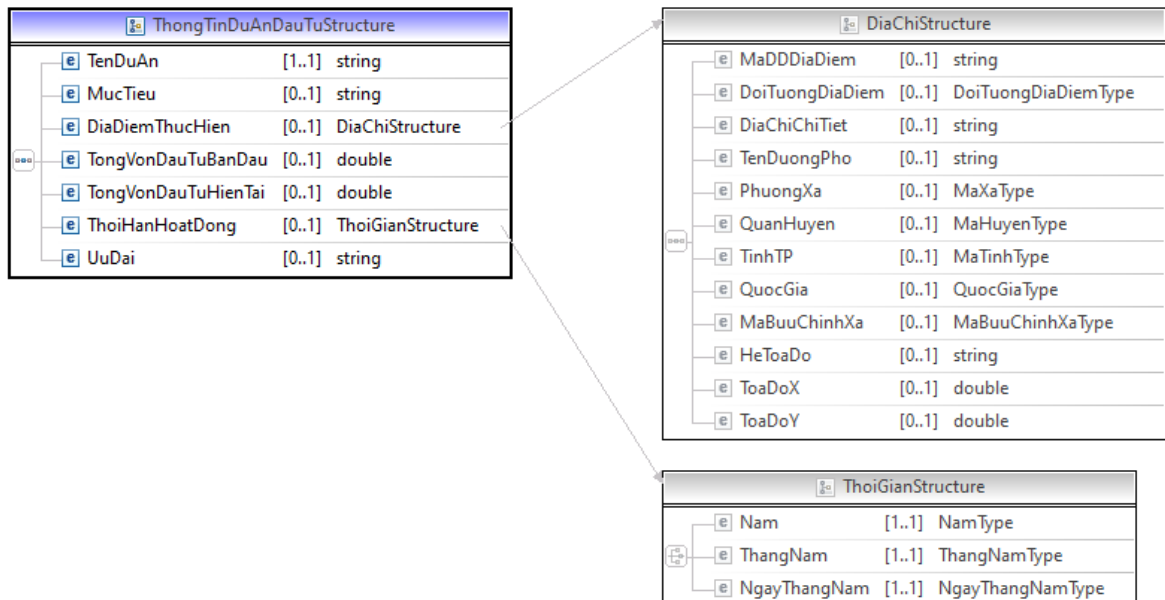 ThongTinDuAnDauTuStructure
e TenDuAn [1..1] string
e MucTieu [0..1] string
e DiaDiemThucHien [0..1] DiaChiStructure
e TongVonDauTuBanDau [0..1] double
e TongVonDauTuHienTai [0..1] double
e ThoiHanHoatDong [0..1] ThoiGianStructure
e UuDai [0..1] string
DiaChiStructure
e MaDDDiaDiem [0..1] string
e DoiTuongDiaDiem [0..1] DoiTuongDiaDiemType
e DiaChiChiTiet [0..1] string
e TenDuongPho [0..1] string
e PhuongXa [0..1] MaXaType
e QuanHuyen [0..1] MaHuyenType
e TinhTP [0..1] MaTinhType
e QuocGia [0..1] QuocGiaType
e MaBuuChinhXa [0..1] MaBuuChinhXaType
e HeToaDo [0..1] string
e ToaDoX [0..1] double
e ToaDoY [0..1] double
ThoiGianStructure
e Nam [1..1] NamType
e ThangNam [1..1] ThangNamType
e NgayThangNam [1..1] NgayThangNamType